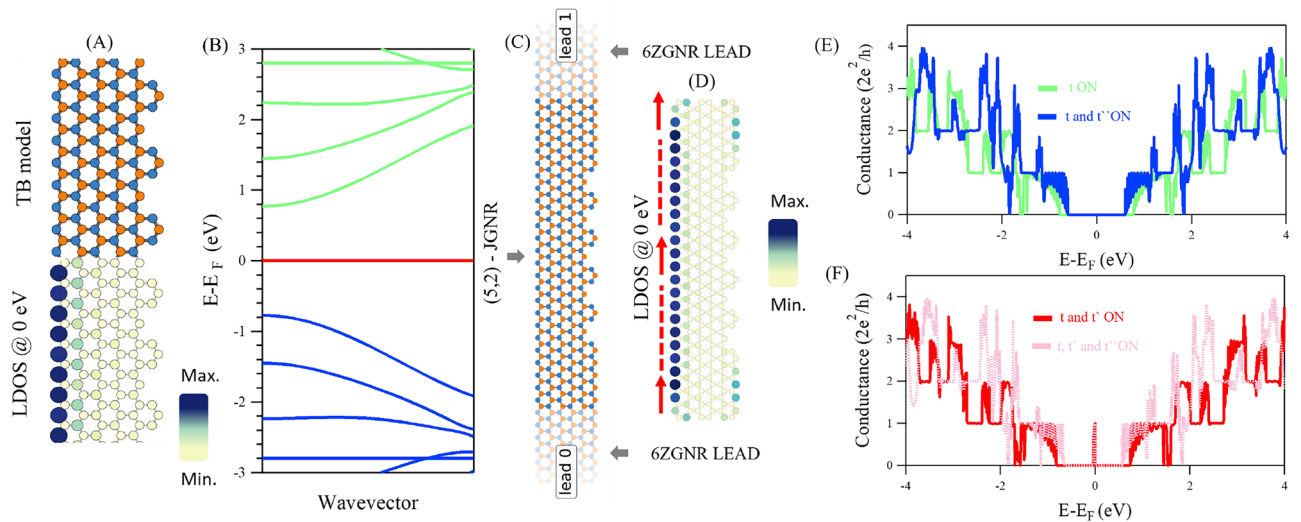 (A)
TB model
LDOS @ 0 eV
Max.
Min.
(B)
3
2
1
0
-1
-2
-3
E-E_F (eV)
Wavevector
(C)
lead 1
6ZGNR LEAD
(5,2) - JGNR
lead 0
6ZGNR LEAD
(D)
LDOS @ 0 eV
Max.
Min.
(E)
Conductance (2e²/h)
4
3
2
1
0
t ON
t and t``ON
-4
-2
0
2
4
E-E_F (eV)
(F)
Conductance (2e²/h)
4
3
2
1
0
t and t` ON
t, t` and t``ON
-4
-2
0
2
4
E-E_F (eV)